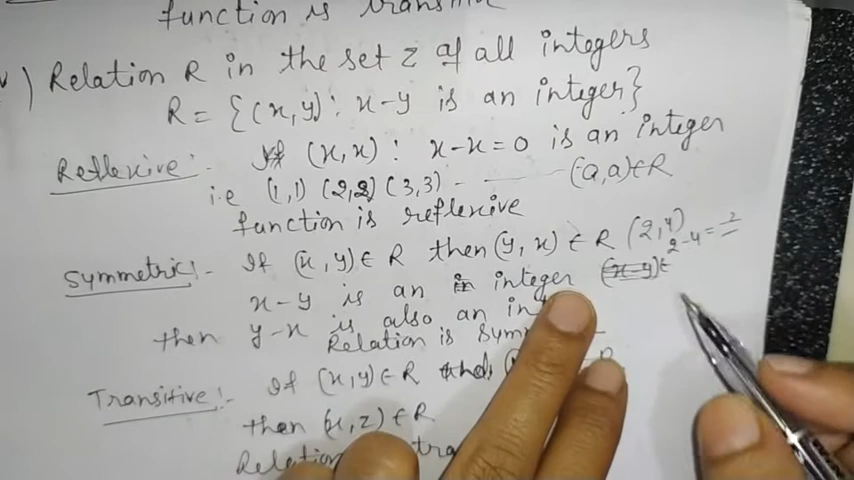 function is
v) Relation R in the set Z of all integers
R = {(x,y): x-y is an integer}
Reflexive:- (x,x): x-x=0 is an integer
i.e (1,1) (2,2) (3,3) - (a,a)∈R
function is reflexive
Symmetric:- If (x,y)∈R then (y,x)∈R (2,4)
2-4=
x-y is an integer
then y-x is also an
Relation is
Transitive:- If (x,y)∈R and
then (x,z)∈R
Relation